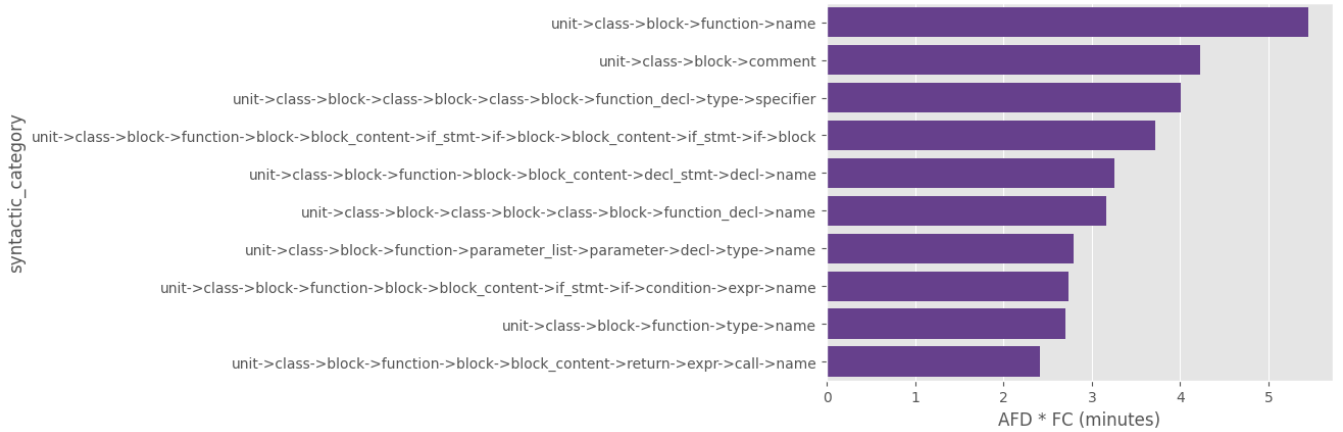 syntactic_category
unit->class->block->function->name
unit->class->block->comment
unit->class->block->class->block->class->block->function_decl->type->specifier
unit->class->block->function->block->block_content->if_stmt->if->block->block_content->if_stmt->if->block
unit->class->block->function->block->block_content->decl_stmt->decl->name
unit->class->block->class->block->class->block->function_decl->name
unit->class->block->function->parameter_list->parameter->decl->type->name
unit->class->block->function->block->block_content->if_stmt->if->condition->expr->name
unit->class->block->function->type->name
unit->class->block->function->block->block_content->return->expr->call->name
0 1 2 3 4 5
AFD * FC (minutes)